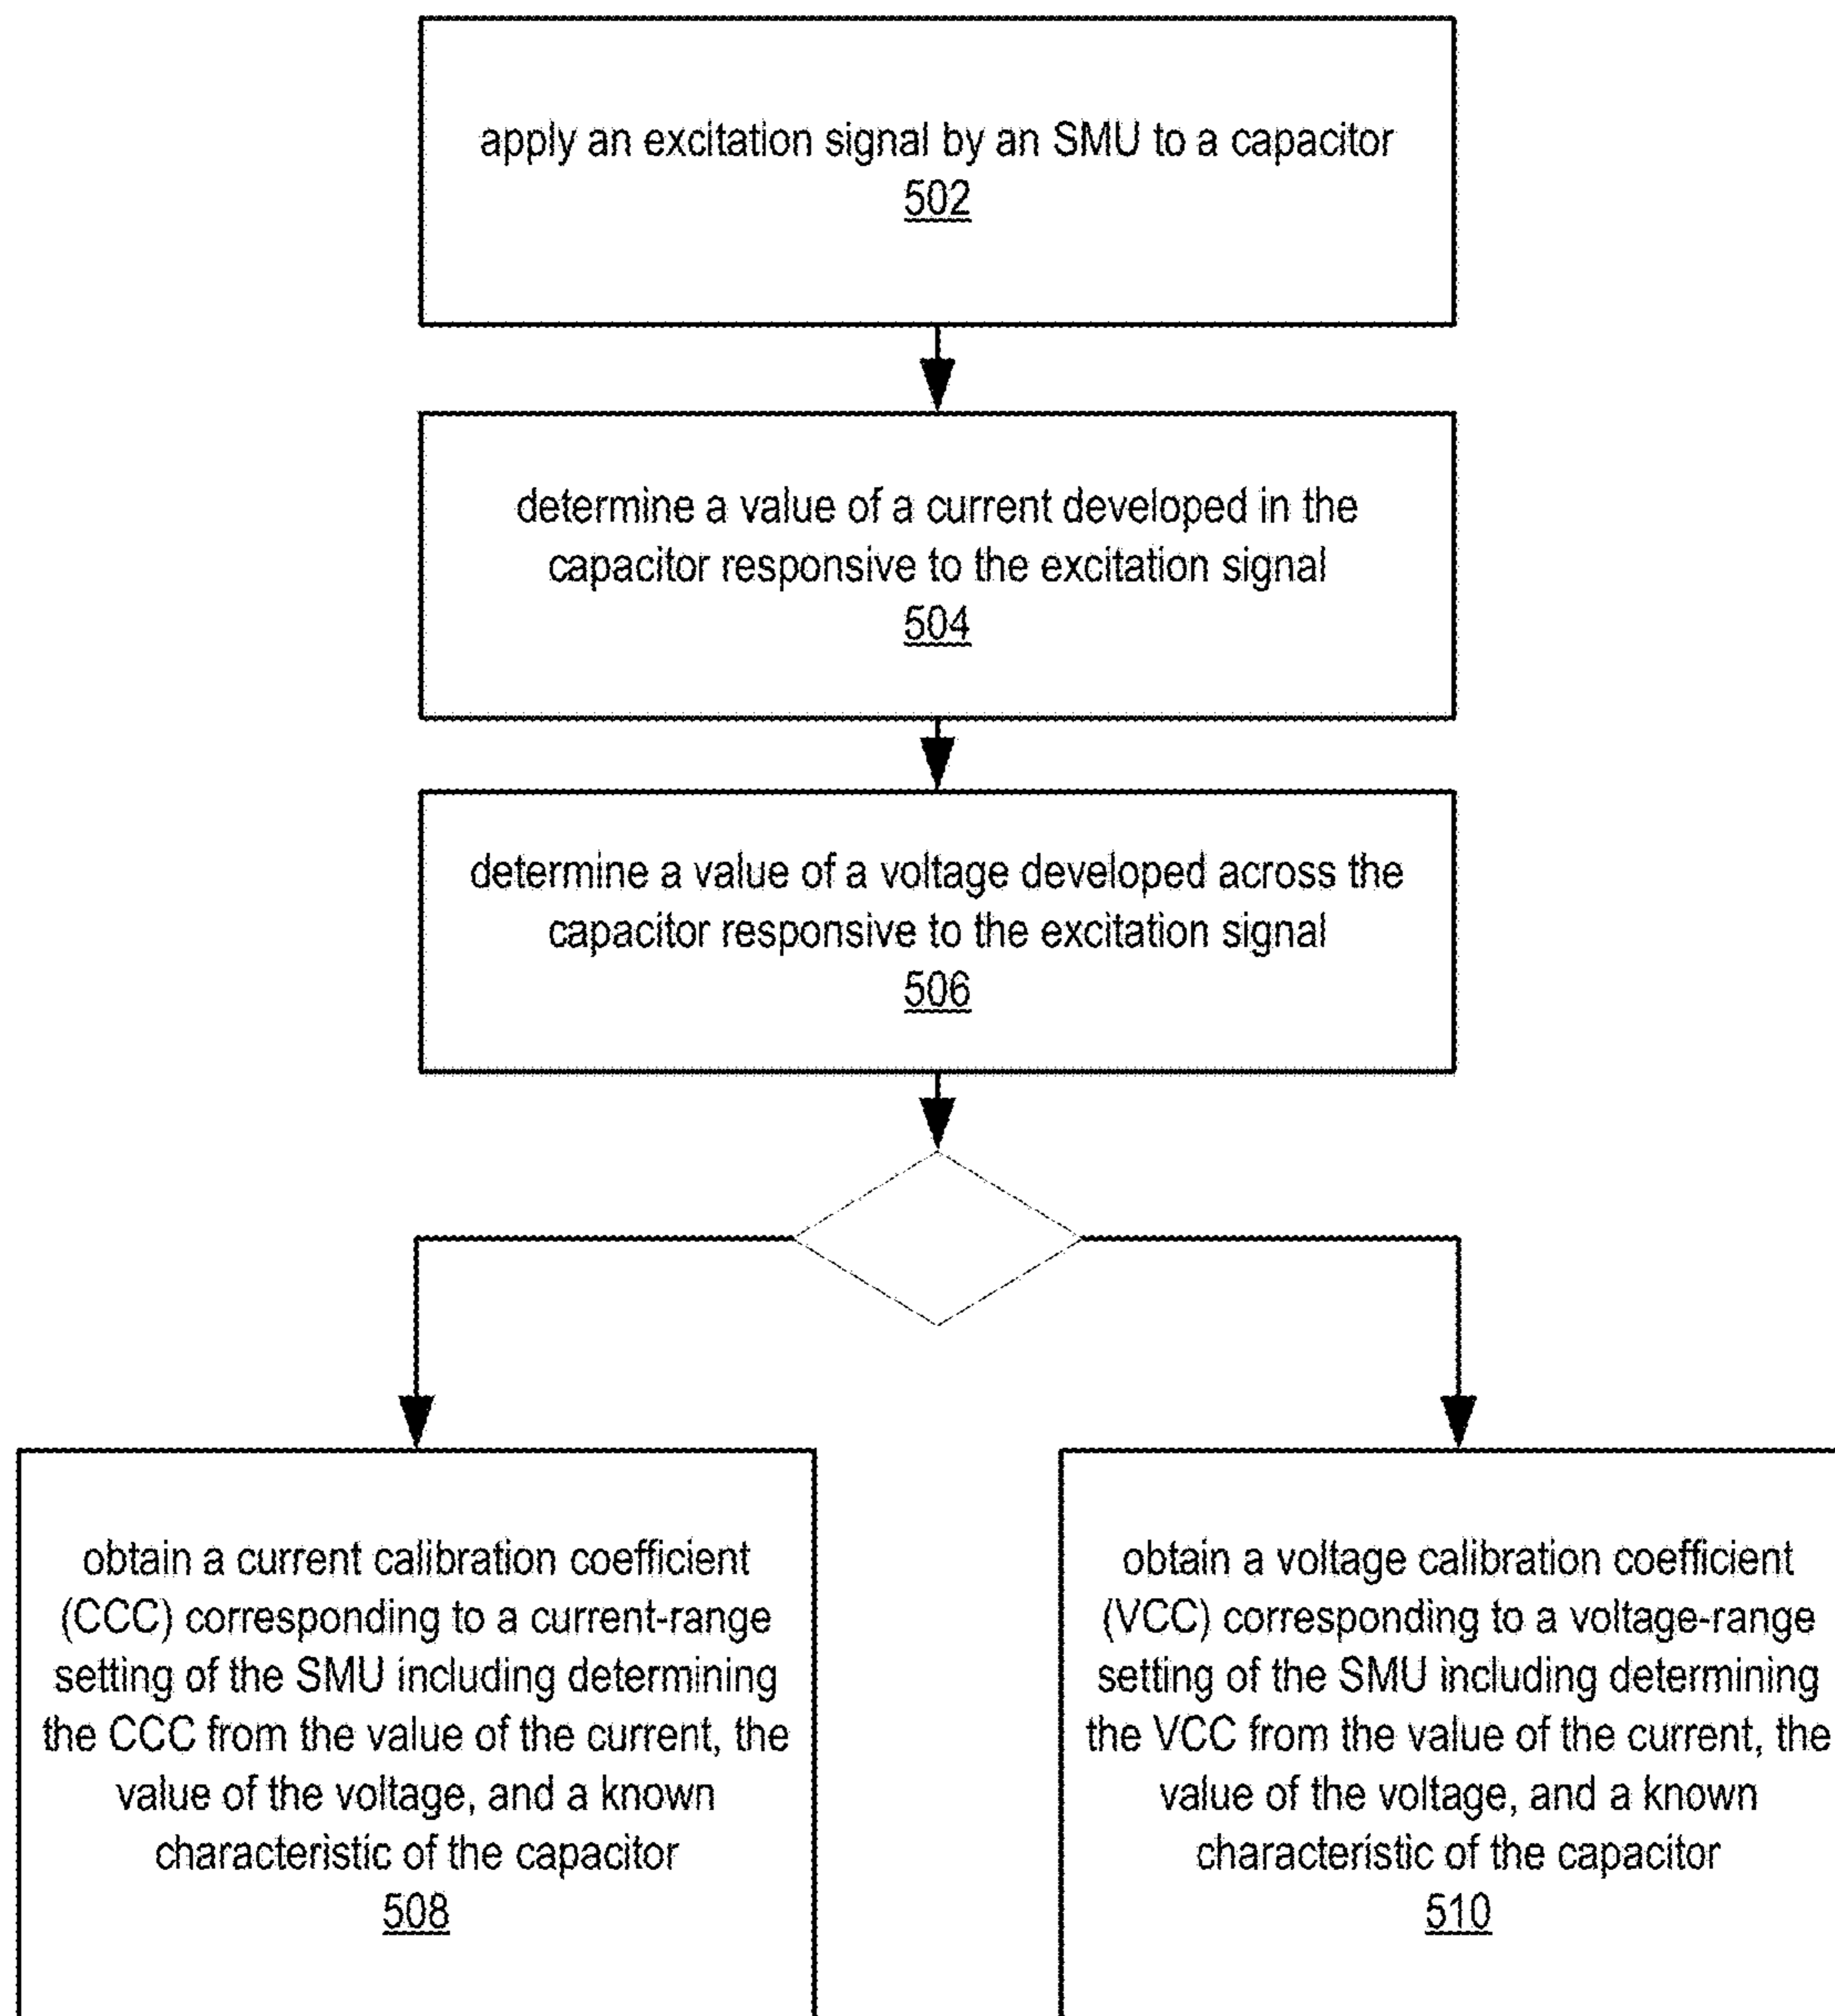 apply an excitation signal by an SMU to a capacitor
502
determine a value of a current developed in the
capacitor responsive to the excitation signal
504
determine a value of a voltage developed across the
capacitor responsive to the excitation signal
506
obtain a current calibration coefficient
(CCC) corresponding to a current-range
setting of the SMU including determining
the CCC from the value of the current, the
value of the voltage, and a known
characteristic of the capacitor
508
obtain a voltage calibration coefficient
(VCC) corresponding to a voltage-range
setting of the SMU including determining
the VCC from the value of the current, the
value of the voltage, and a known
characteristic of the capacitor
510